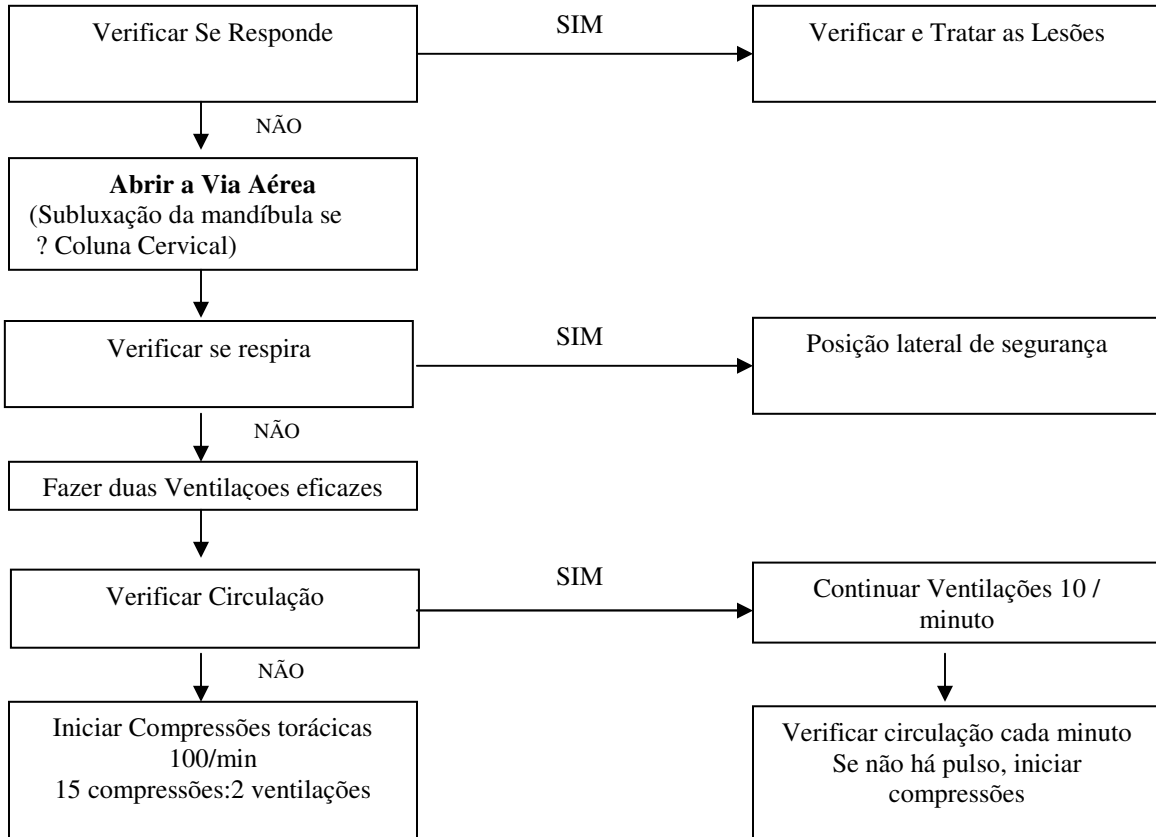 Verificar Se Responde
SIM
Verificar e Tratar as Lesões
NÃO
Abrir a Via Aérea
(Subluxação da mandíbula se
? Coluna Cervical)
Verificar se respira
SIM
Posição lateral de segurança
NÃO
Fazer duas Ventilaçoes eficazes
Verificar Circulação
SIM
Continuar Ventilações 10 /
minuto
NÃO
Iniciar Compressões torácicas
100/min
15 compressões:2 ventilações
Verificar circulação cada minuto
Se não há pulso, iniciar
compressões